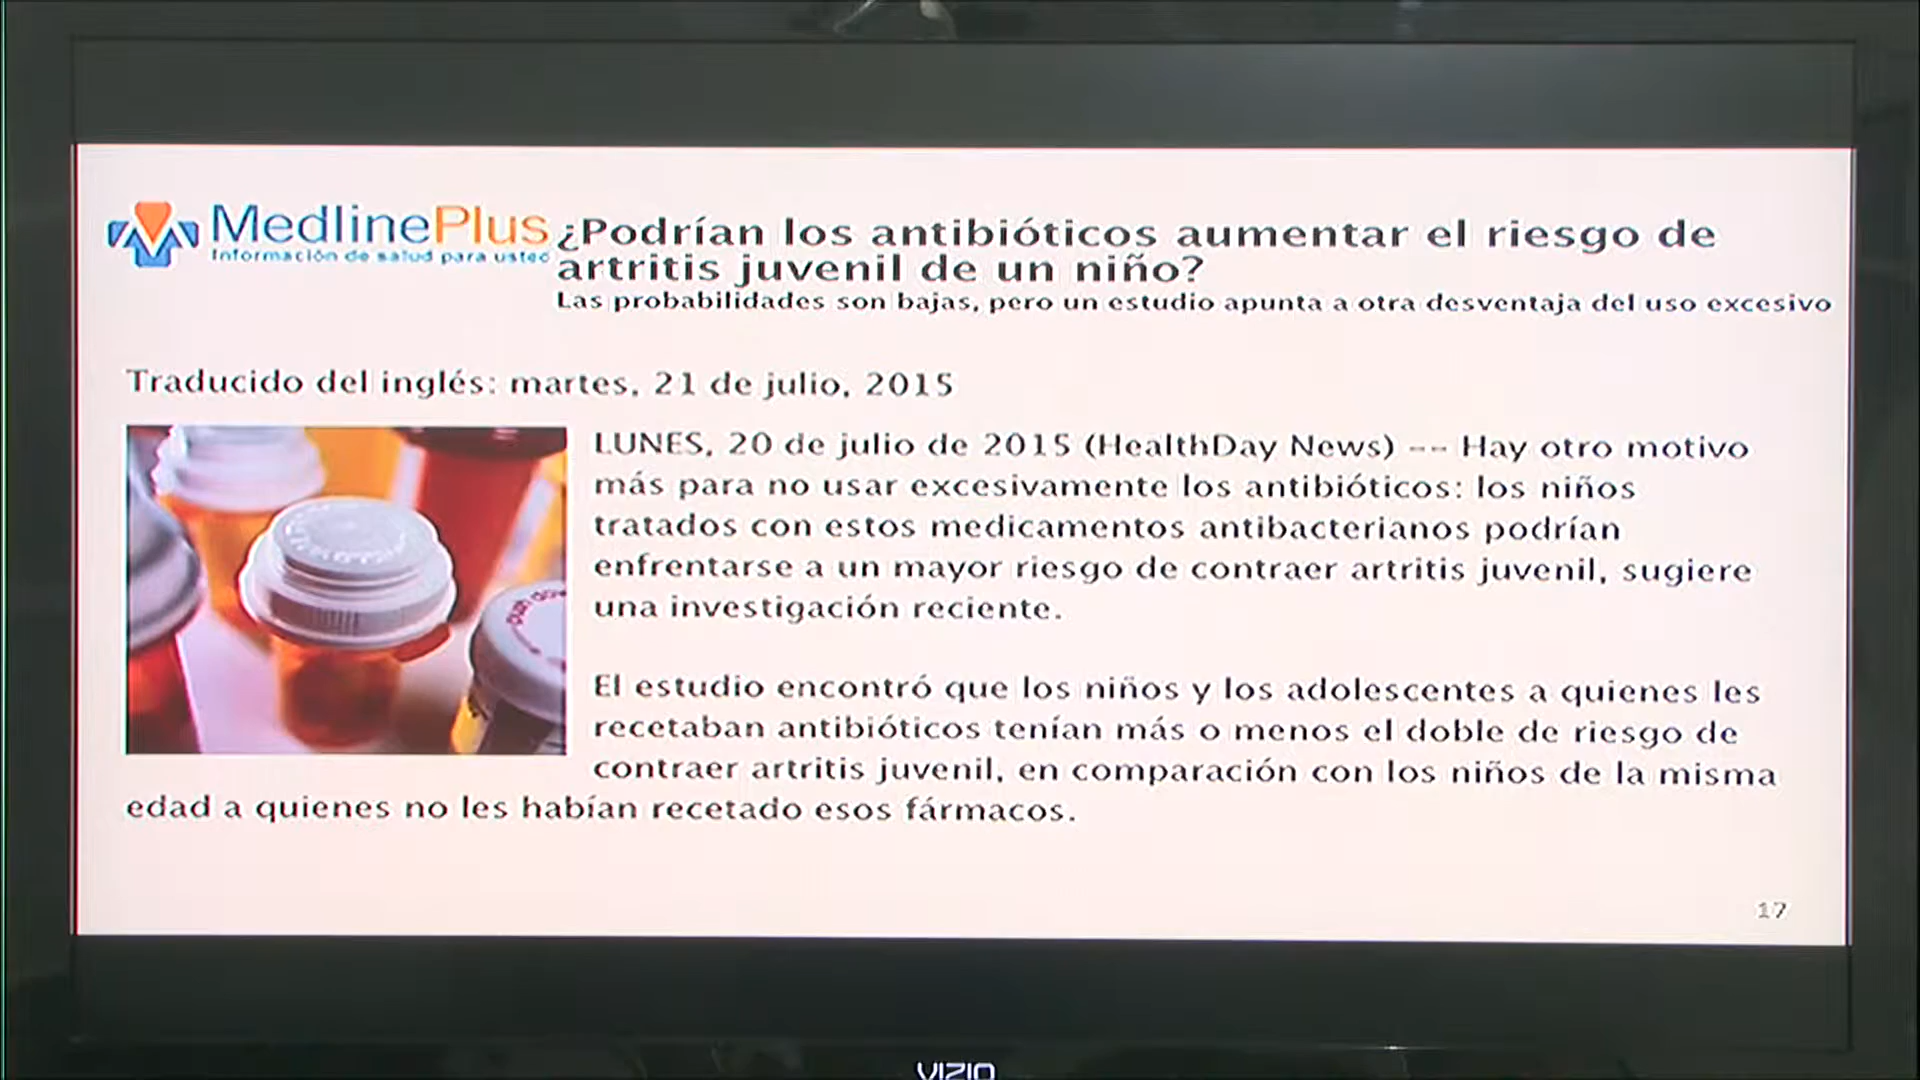 MedlinePlus
Información de salud para usted
¿Podrían los antibióticos aumentar el riesgo de
artritis juvenil de un niño?
Las probabilidades son bajas, pero un estudio apunta a otra desventaja del uso excesivo
Traducido del inglés: martes, 21 de julio, 2015
LUNES, 20 de julio de 2015 (HealthDay News) -- Hay otro motivo
más para no usar excesivamente los antibióticos: los niños
tratados con estos medicamentos antibacterianos podrían
enfrentarse a un mayor riesgo de contraer artritis juvenil, sugiere
una investigación reciente.
El estudio encontró que los niños y los adolescentes a quienes les
recetaban antibióticos tenían más o menos el doble de riesgo de
contraer artritis juvenil, en comparación con los niños de la misma
edad a quienes no les habían recetado esos fármacos.
17
VIZIO